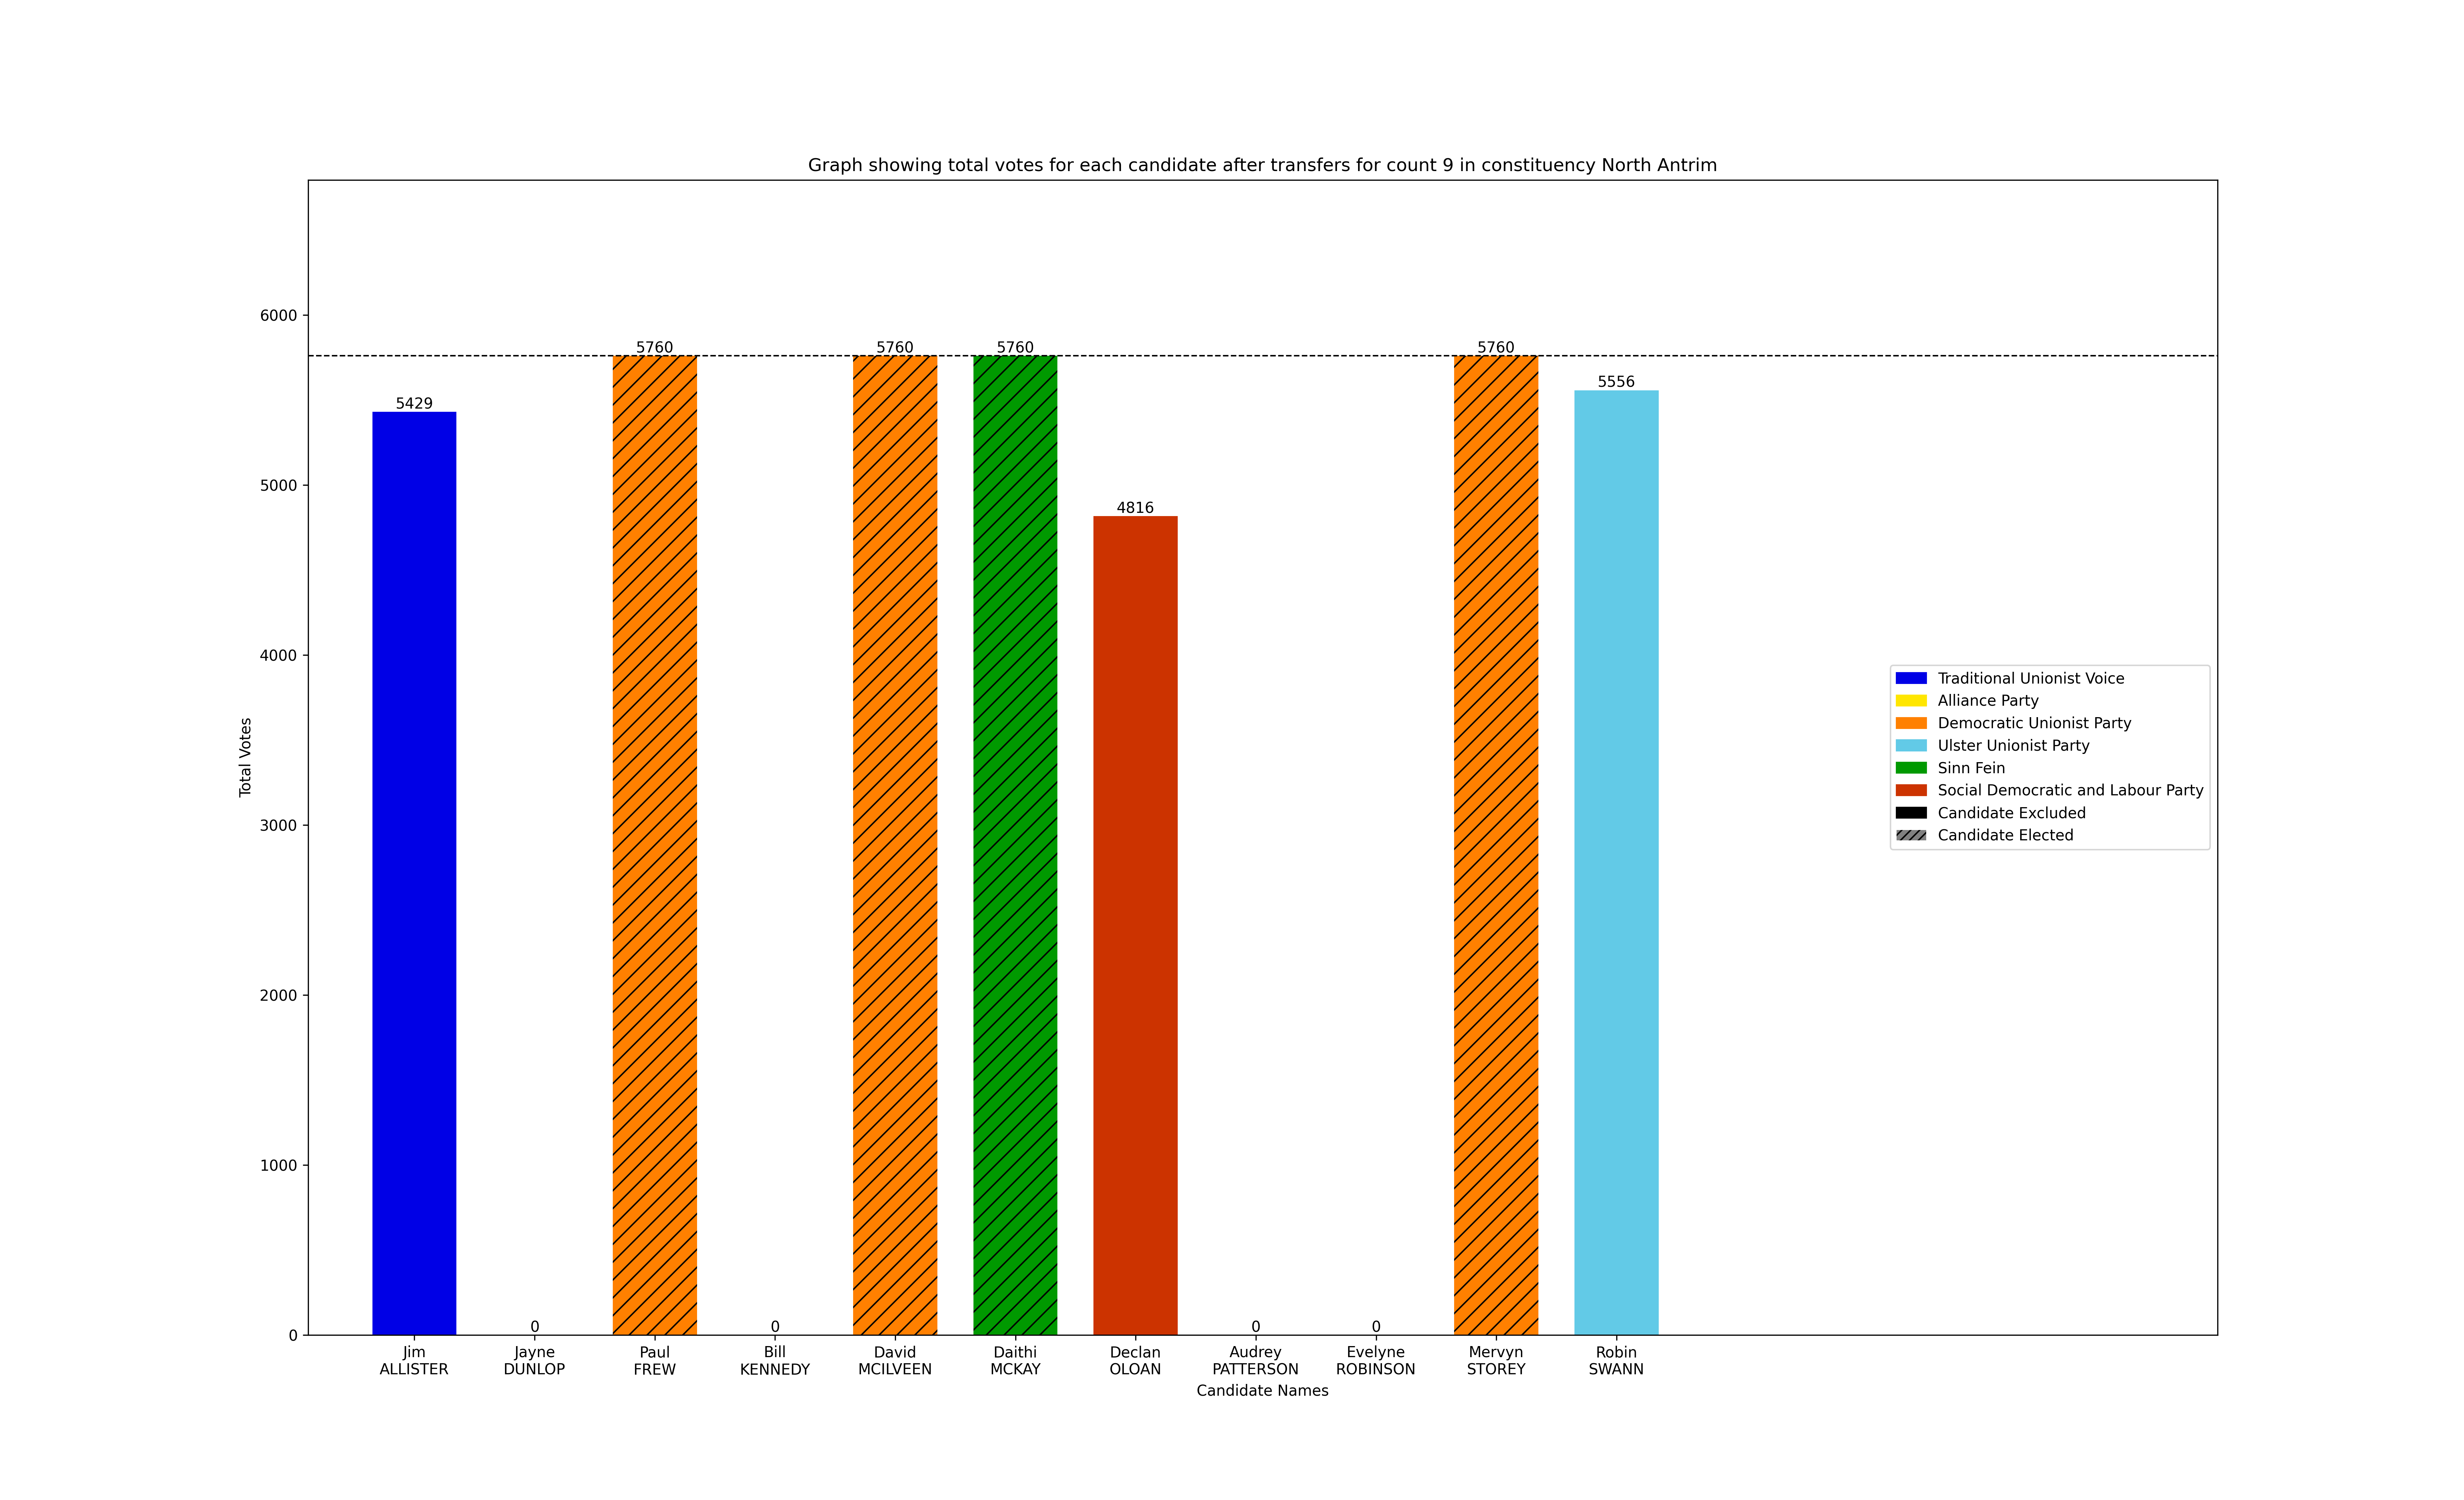 Graph showing total votes for each candidate after transfers for count 9 in constituency North Antrim
Total Votes
6000
5000
4000
3000
2000
1000
0
5429
0
5760
0
5760
5760
4816
0
0
5760
5556
Jim
ALLISTER
Jayne
DUNLOP
Paul
FREW
Bill
KENNEDY
David
MCILVEEN
Daithi
MCKAY
Declan
OLOAN
Audrey
PATTERSON
Evelyne
ROBINSON
Mervyn
STOREY
Robin
SWANN
Candidate Names
Traditional Unionist Voice
Alliance Party
Democratic Unionist Party
Ulster Unionist Party
Sinn Fein
Social Democratic and Labour Party
Candidate Excluded
Candidate Elected